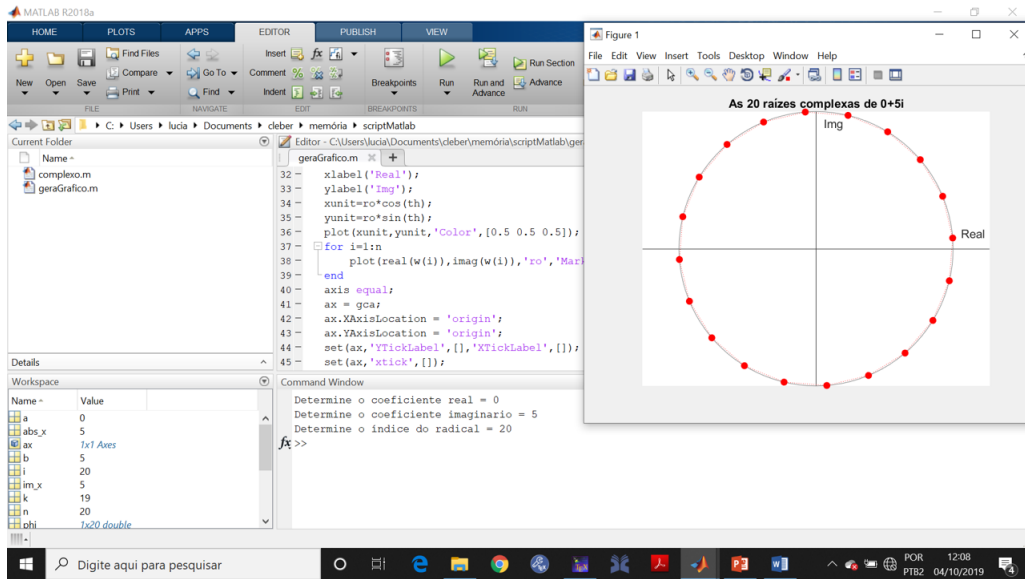 MATLAB R2018a
HOME PLOTS APPS EDITOR PUBLISH VIEW
New Open Save
Find Files
Compare
Print
FILE
Go To
Find
NAVIGATE
Insert fx
Comment
Indent
EDIT
Breakpoints
BREAKPOINTS
Run
Run and Advance
Run Section
Advance
RUN
C: Users lucia Documents cleber memória scriptMatlab
Current Folder
Name
complexo.m
geraGrafico.m
Details
Workspace
Name Value
a 0
abs_x 5
ax 1x1 Axes
b 5
i 20
im_x 5
k 19
n 20
phi 1x20 double
Editor - C:\Users\lucia\Documents\cleber\memória\scriptMatlab\ger
geraGrafico.m
32 - xlabel('Real');
33 - ylabel('Img');
34 - xunit=ro*cos(th);
35 - yunit=ro*sin(th);
36 - plot(xunit,yunit,'Color',[0.5 0.5 0.5]);
37 - for i=1:n
38 - plot(real(w(i)),imag(w(i)),'ro','Mar
39 - end
40 - axis equal;
41 - ax = gca;
42 - ax.XAxisLocation = 'origin';
43 - ax.YAxisLocation = 'origin';
44 - set(ax,'YTickLabel',[],'XTickLabel',[]);
45 - set(ax,'xtick',[]);
Command Window
Determine o coeficiente real = 0
Determine o coeficiente imaginario = 5
Determine o indice do radical = 20
fx >>
Figure 1
File Edit View Insert Tools Desktop Window Help
As 20 raízes complexas de 0+5i
Img
Real
Digite aqui para pesquisar
POR
PTB2
12:08
04/10/2019
4